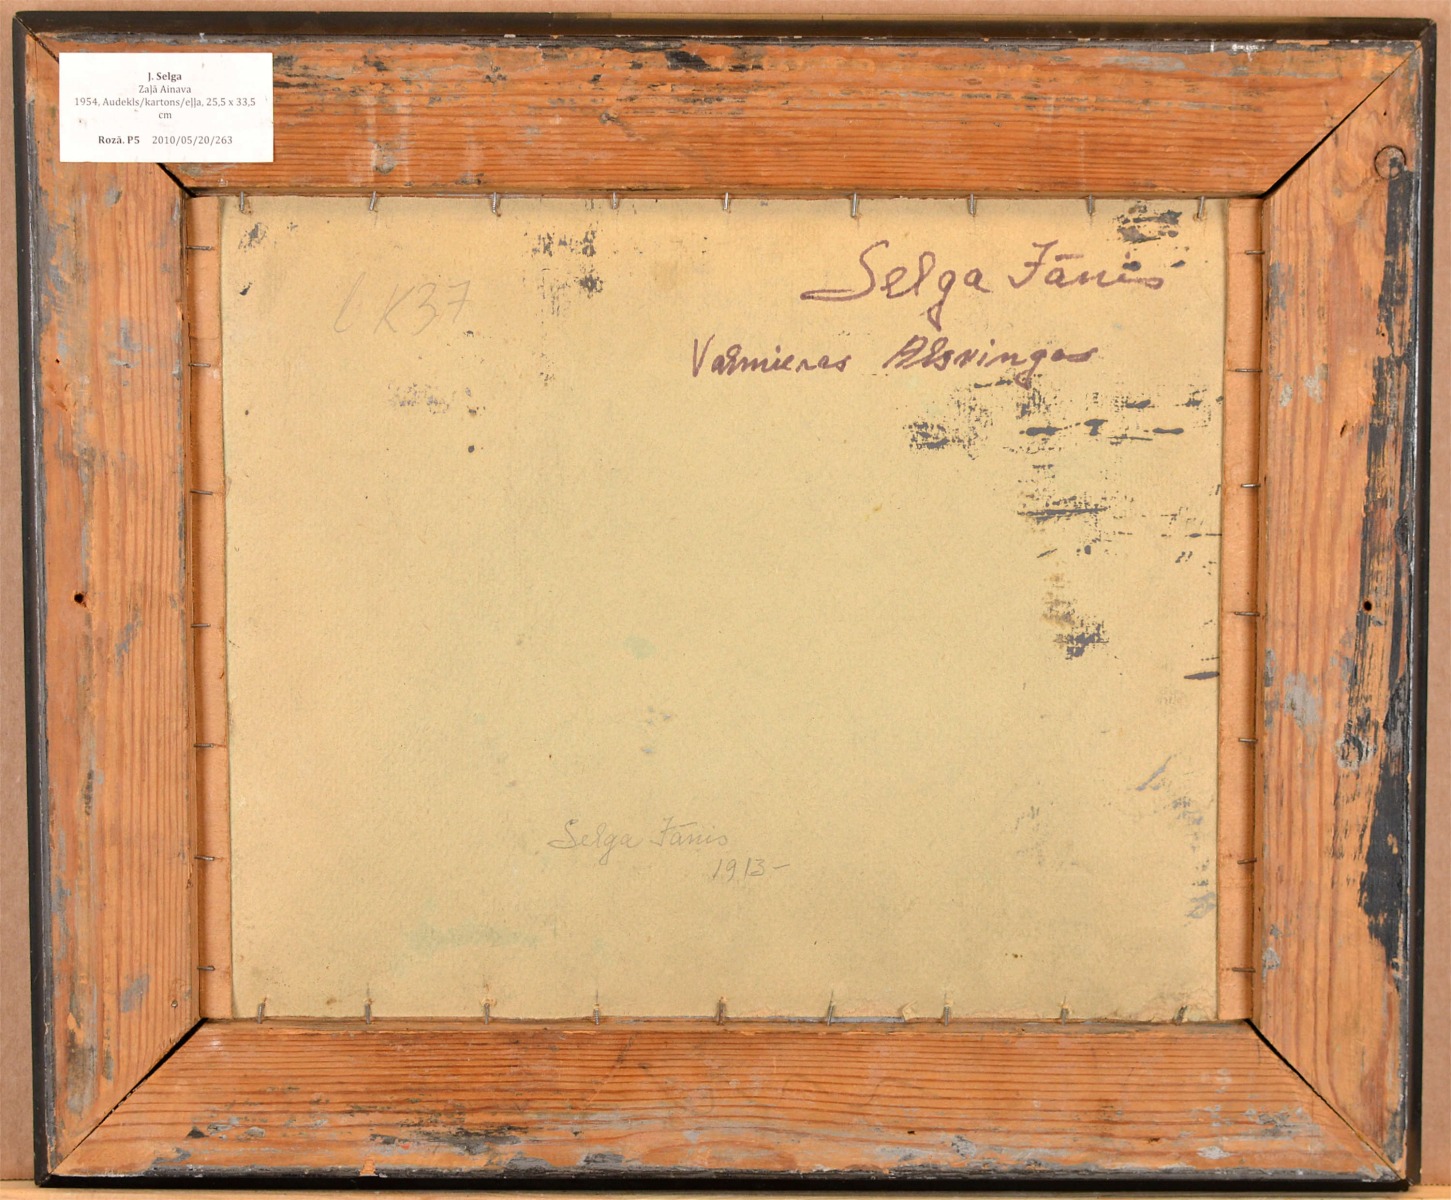 J. Selga
Zaļā Ainava
1954, Audekls/kartons/eļļa, 25,5 x 33,5
cm
Rozā. P5 2010/05/20/263
Selga Jānis
K37
Valmieras
Selga Jānis
1913-